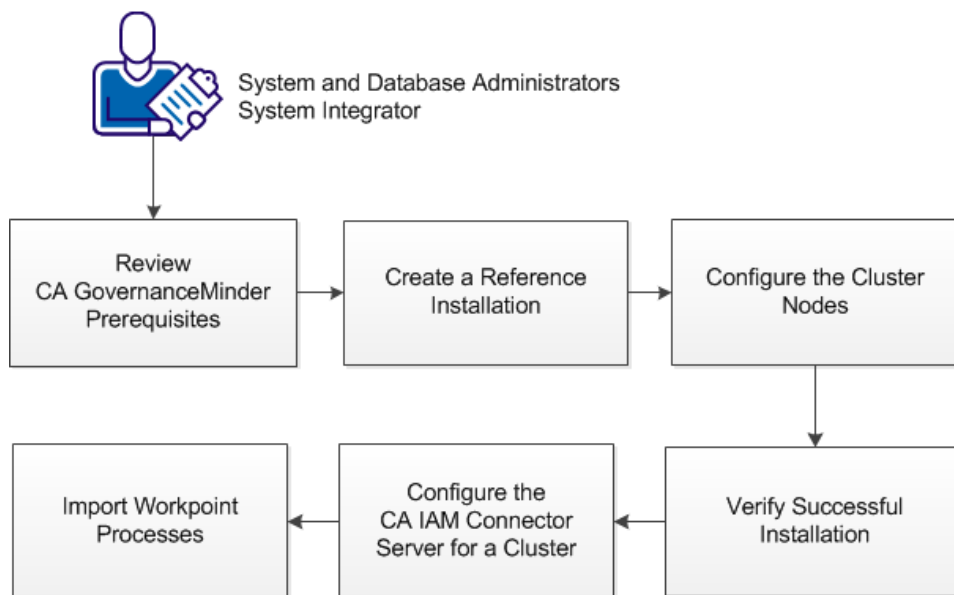 System and Database Administrators
System Integrator
Review
CA GovernanceMinder
Prerequisites
Create a Reference
Installation
Configure the Cluster
Nodes
Verify Successful
Installation
Configure the
CA IAM Connector
Server for a Cluster
Import Workpoint
Processes